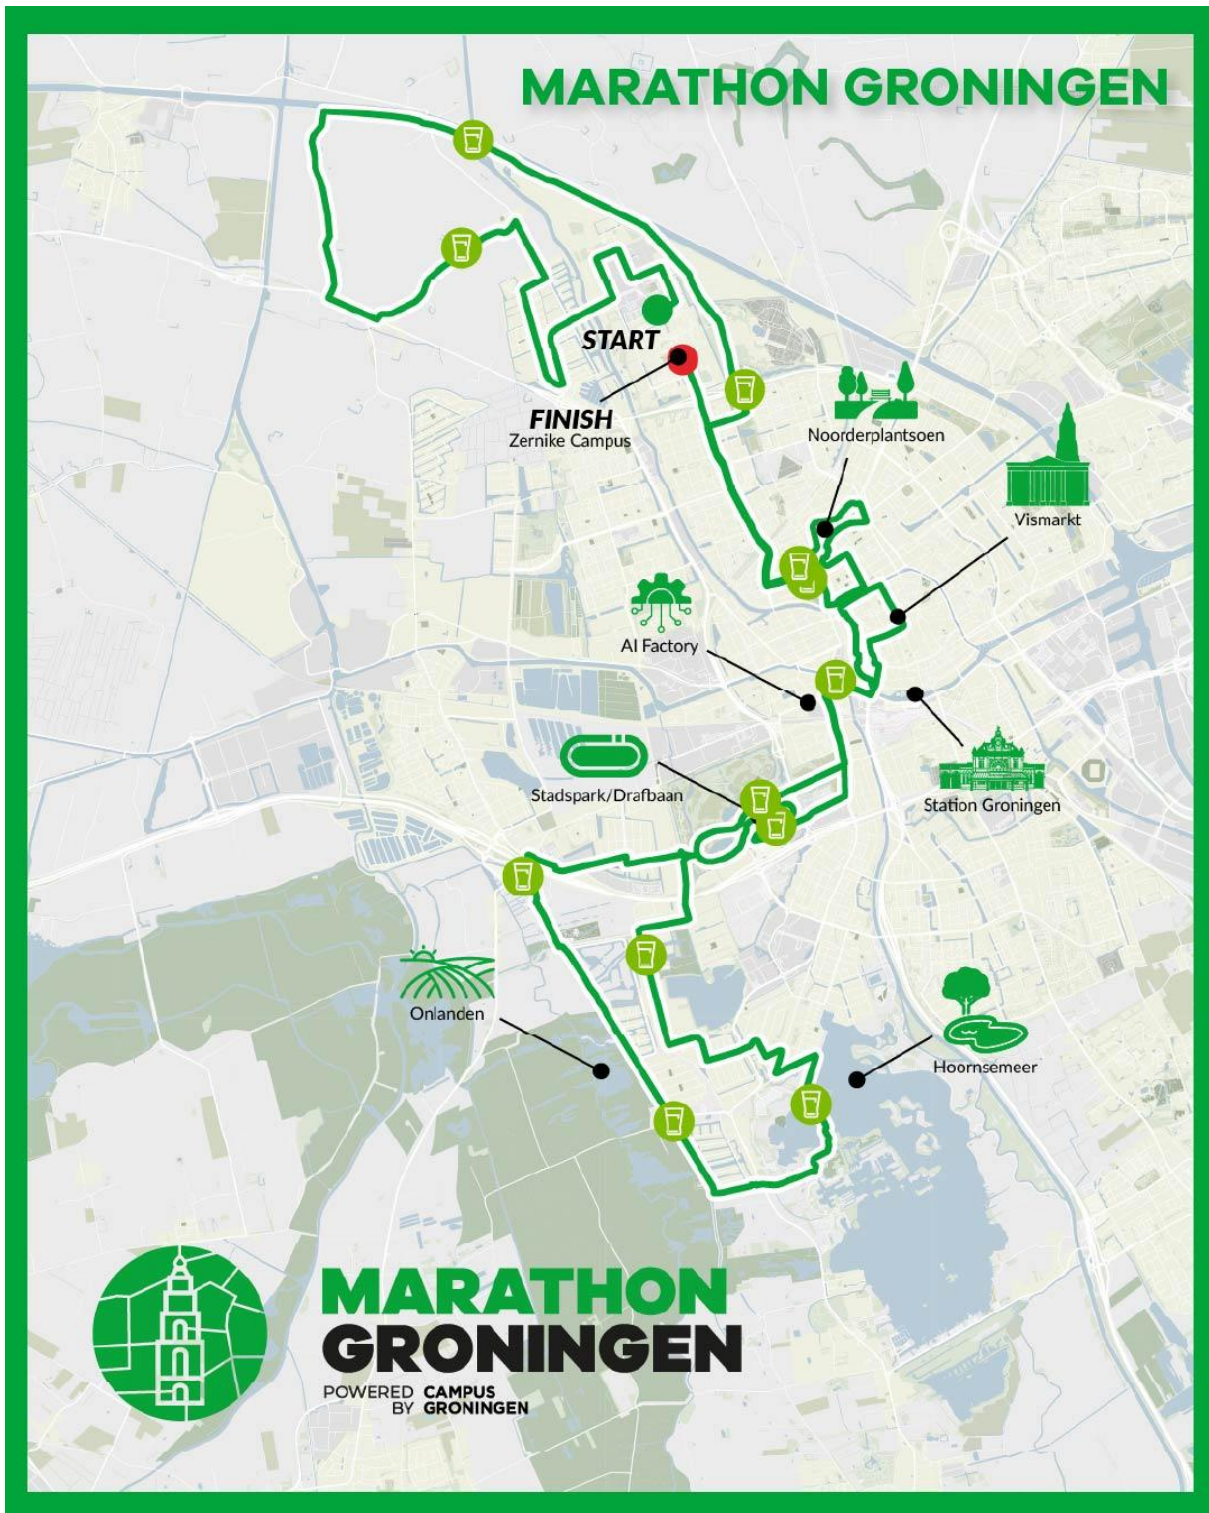 MARATHON GRONINGEN
START
FINISH
Zernike Campus
Noorderplantsoen
Vismarkt
AI Factory
Stadspark/Drafbaan
Station Groningen
Onlanden
Hoornsemeer
MARATHON
GRONINGEN
POWERED CAMPUS
BY GRONINGEN